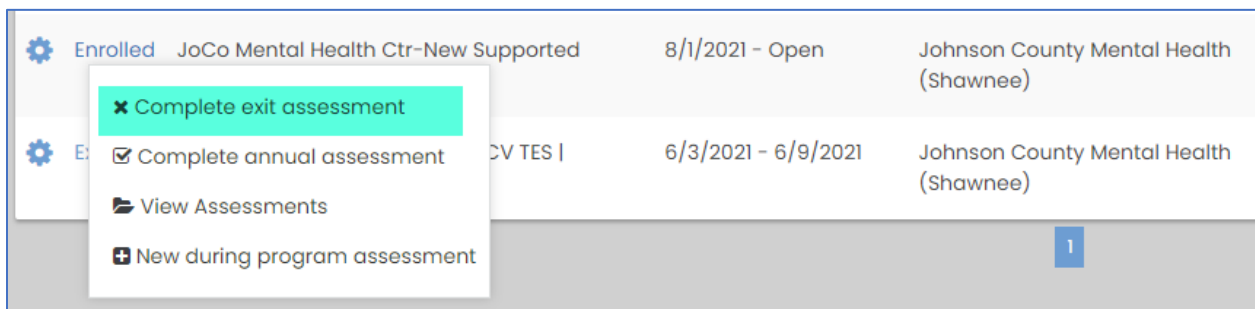 Enrolled JoCo Mental Health Ctr-New Supported 8/1/2021 - Open Johnson County Mental Health
(Shawnee)
Complete exit assessment
CV TES | 6/3/2021 - 6/9/2021 Johnson County Mental Health
(Shawnee)
Complete annual assessment
View Assessments
New during program assessment
1